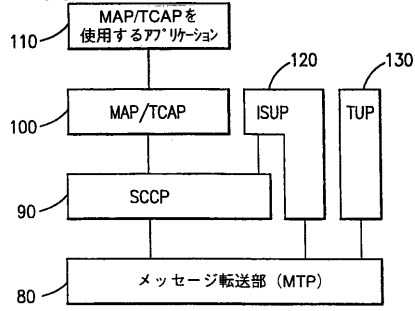 110
MAP/TCAPを
使用するアプリケーション
120
130
100
MAP/TCAP
ISUP
TUP
90
SCCP
80
メッセージ転送部（MTP）